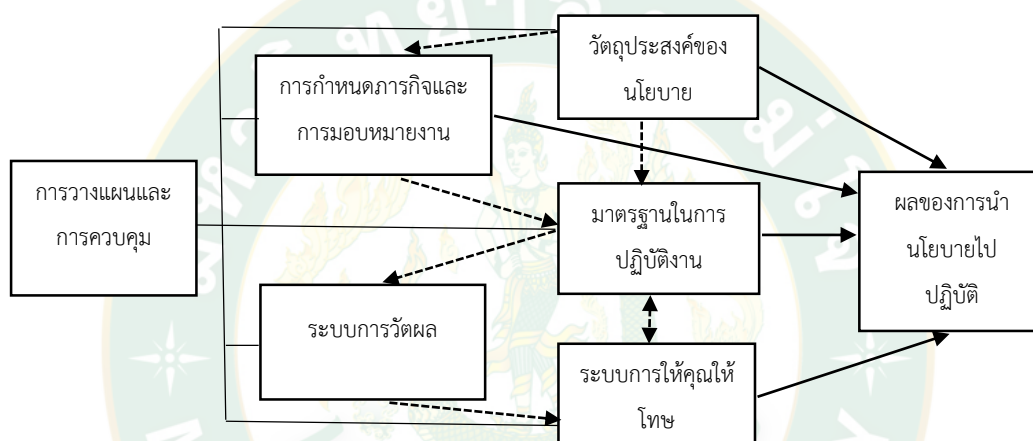 วัตถุประสงค์ของ
นโยบาย
การกำหนดภารกิจและ
การมอบหมายงาน
การวางแผนและ
การควบคุม
มาตรฐานในการ
ปฏิบัติงาน
ผลของการนำ
นโยบายไป
ปฏิบัติ
ระบบการวัตผล
ระบบการให้คุณให้
โทษ